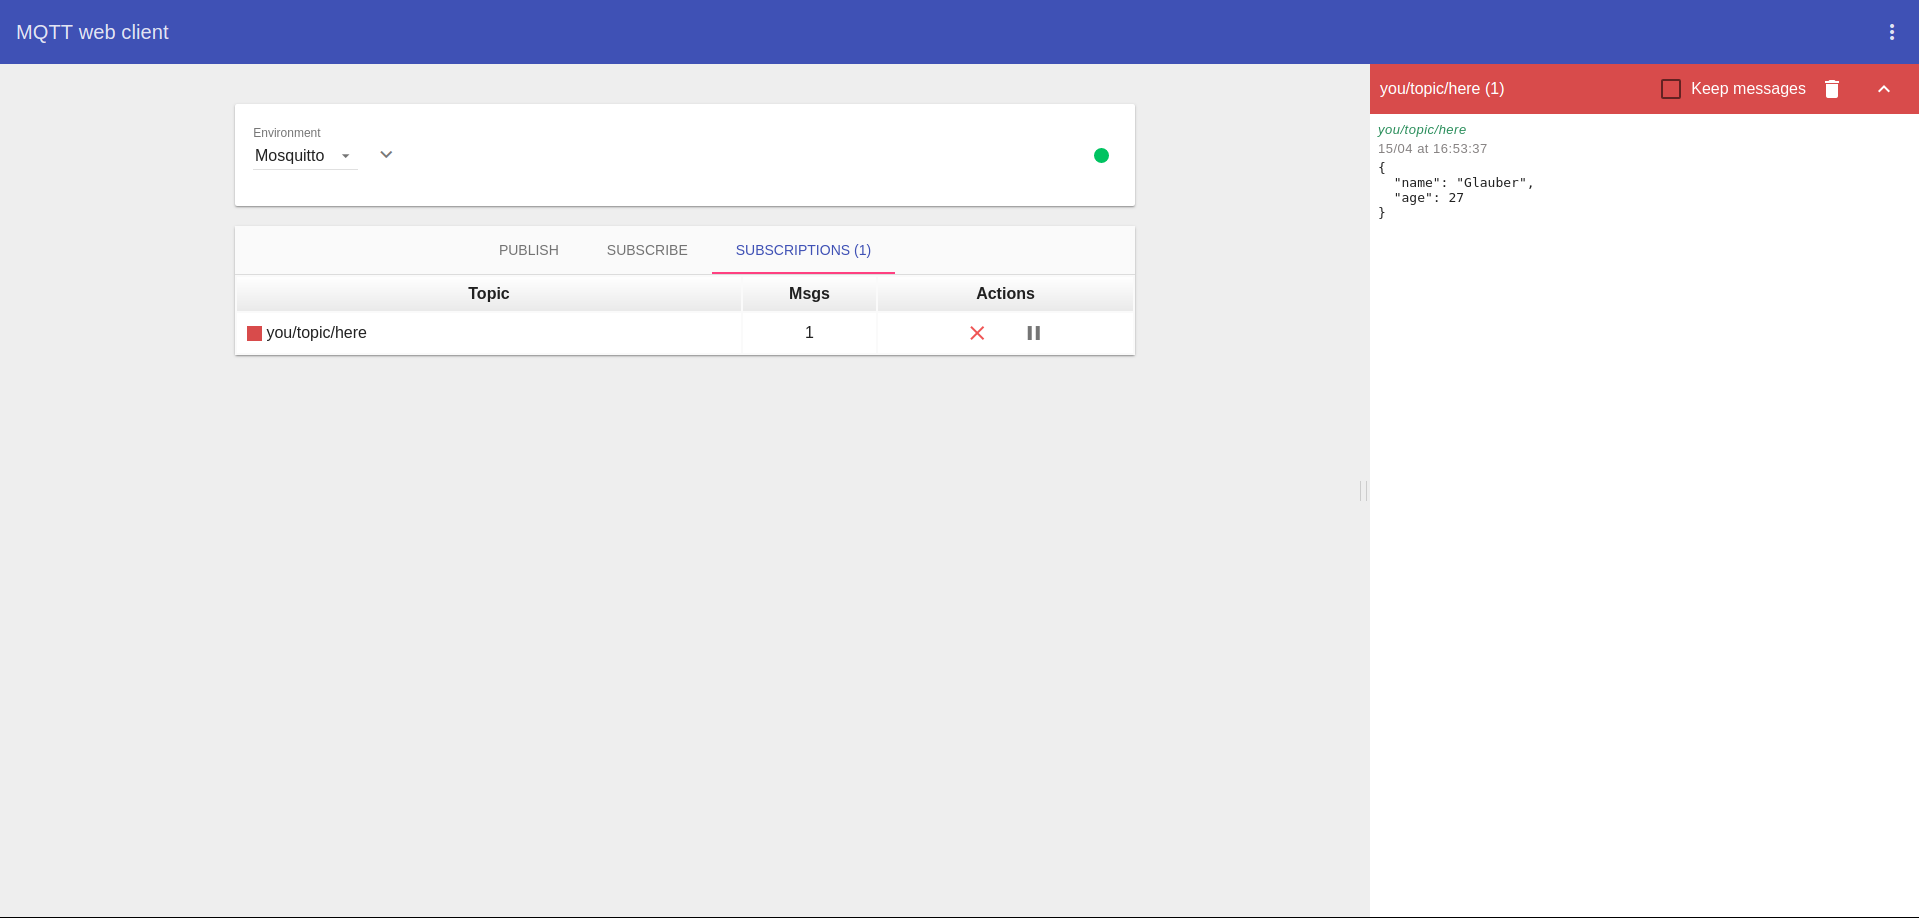 MQTT web client
Environment
Mosquitto
PUBLISH SUBSCRIBE SUBSCRIPTIONS (1)
Topic Msgs Actions
you/topic/here 1
you/topic/here (1) Keep messages
you/topic/here
15/04 at 16:53:37
{
  "name": "Glauber",
  "age": 27
}